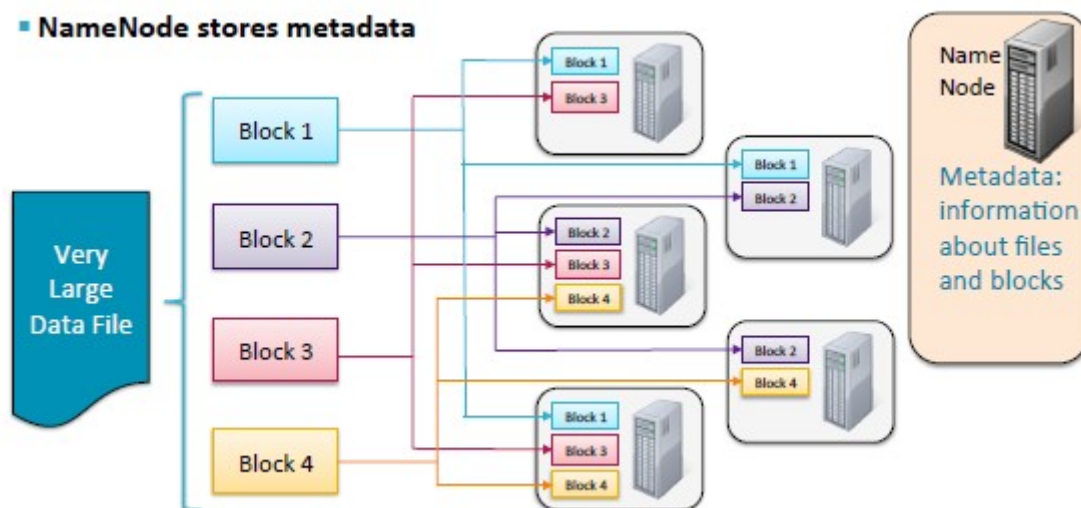 ▪ NameNode stores metadata
Very
Large
Data File
Block 1
Block 2
Block 3
Block 4
Block 1
Block 3
Block 1
Block 2
Block 2
Block 3
Block 4
Block 2
Block 4
Block 1
Block 3
Block 4
Name
Node
Metadata:
information
about files
and blocks